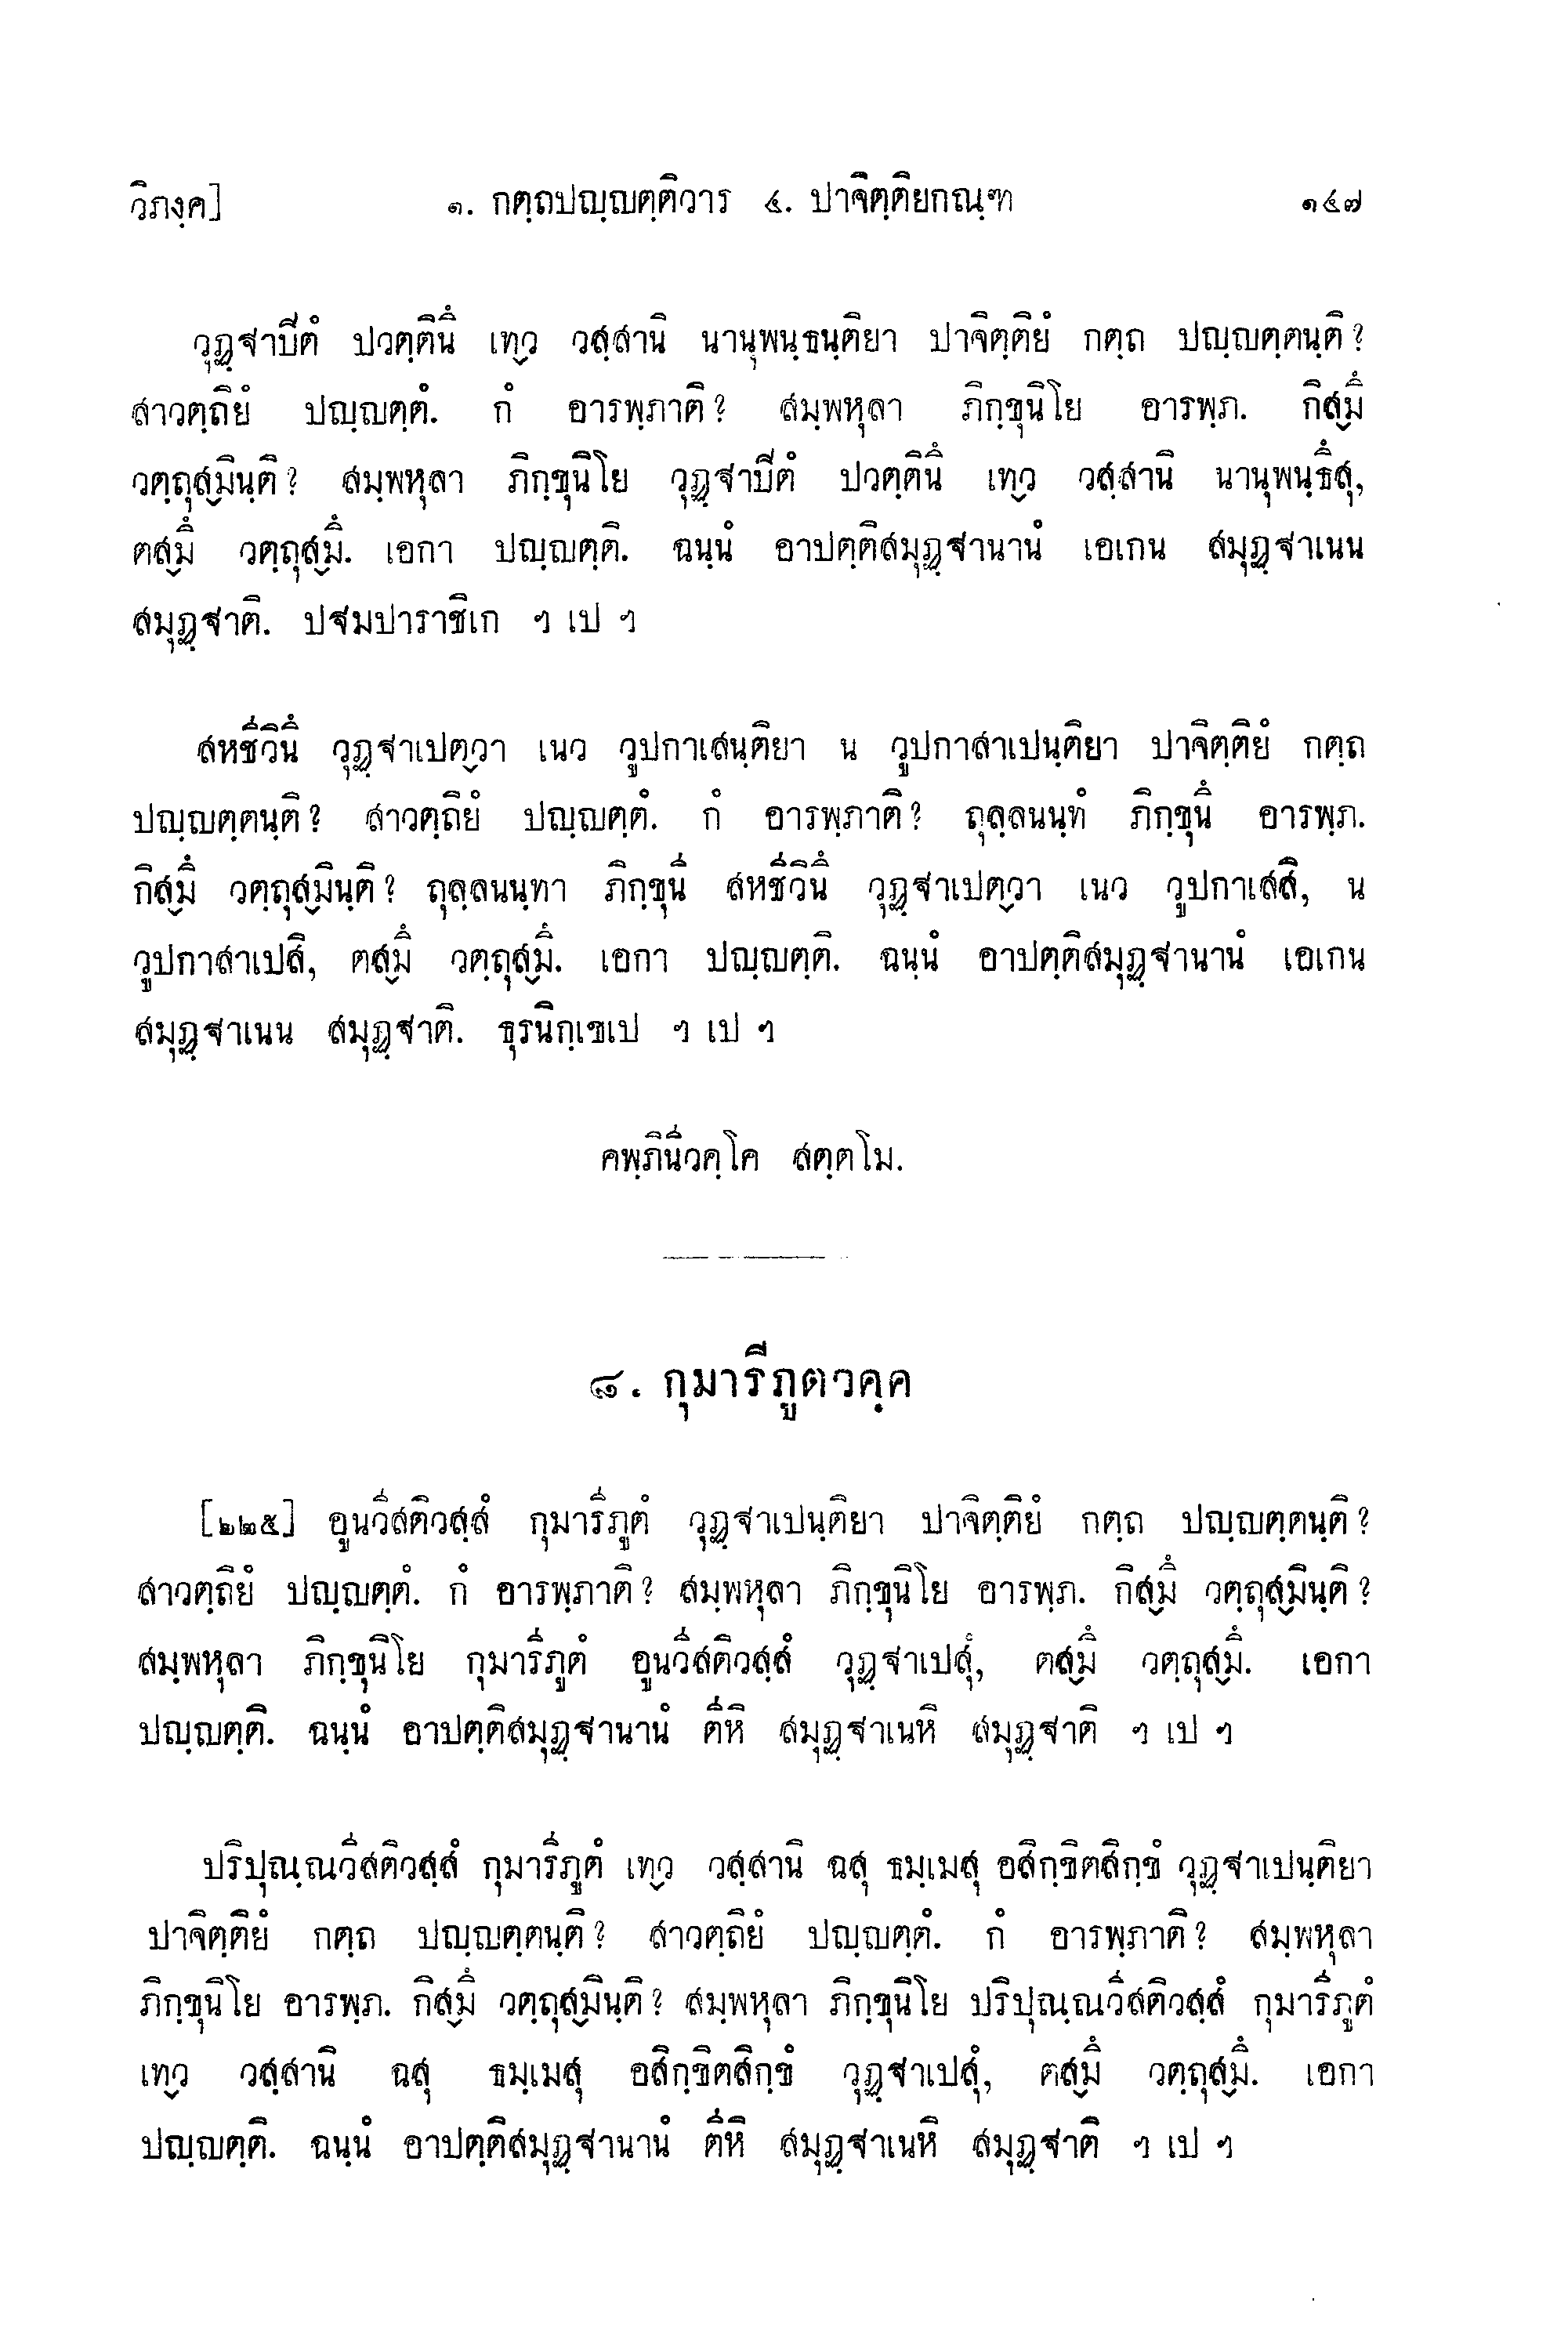 วิภงฺค]
๑. กตฺถปญฺญตฺติวาร ๔. ปาจิตฺติยกณฺฑ
๑๔๗
วุฏฺฐาปิตํ ปวตฺตินึ เทฺว วสฺสานิ นานุพนฺธนฺติยา ปาจิตฺติยํ กตฺถ ปญฺญตฺตนฺติ?
สาวตฺถิยํ ปญฺญตฺตํ. กํ อารพฺภาติ? สมฺพหุลา ภิกฺขุนิโย อารพฺภ. กิสฺมึ
วตฺถุสฺมินฺติ? สมฺพหุลา ภิกฺขุนิโย วุฏฺฐาปิตํ ปวตฺตินึ เทฺว วสฺสานิ นานุพนฺธึสุ,
ตสฺมึ วตฺถุสฺมึ. เอกา ปญฺญตฺติ. ฉนฺนํ อาปตฺติสมุฏฺฐานานํ เอเกน สมุฏฺฐาเนน
สมุฏฺฐาติ. ปฐมปาราชิเก ฯ เป ฯ
สหชีวินึ วุฏฺฐาเปตฺวา เนว วูปกาเสนฺติยา น วูปกาสาเปนฺติยา ปาจิตฺติยํ กตฺถ
ปญฺญตฺตนฺติ? สาวตฺถิยํ ปญฺญตฺตํ. กํ อารพฺภาติ? ถุลฺลนนฺทํ ภิกฺขุนึ อารพฺภ.
กิสฺมึ วตฺถุสฺมินฺติ? ถุลฺลนนฺทา ภิกฺขุนี สหชีวินึ วุฏฺฐาเปตฺวา เนว วูปกาเสสิ, น
วูปกาสาเปสิ, ตสฺมึ วตฺถุสฺมึ. เอกา ปญฺญตฺติ. ฉนฺนํ อาปตฺติสมุฏฺฐานานํ เอเกน
สมุฏฺฐาเนน สมุฏฺฐาติ. ธุรนิกฺเขเป ฯ เป ฯ
คพฺภินีวคฺโค สตฺตโม.
๘. กุมารีภูตวคฺค
[๒๒๕] อูนวีสติวสฺสํ กุมารีภูตํ วุฏฺฐาเปนฺติยา ปาจิตฺติยํ กตฺถ ปญฺญตฺตนฺติ?
สาวตฺถิยํ ปญฺญตฺตํ. กํ อารพฺภาติ? สมฺพหุลา ภิกฺขุนิโย อารพฺภ. กิสฺมึ วตฺถุสฺมินฺติ?
สมฺพหุลา ภิกฺขุนิโย กุมารีภูตํ อูนวีสติวสฺสํ วุฏฺฐาเปสุํ, ตสฺมึ วตฺถุสฺมึ. เอกา
ปญฺญตฺติ. ฉนฺนํ อาปตฺติสมุฏฺฐานานํ ตีหิ สมุฏฺฐาเนหิ สมุฏฺฐาติ ฯ เป ฯ
ปริปุณฺณวีสติวสฺสํ กุมารีภูตํ เทฺว วสฺสานิ ฉสุ ธมฺเมสุ อสิกฺขิตสิกฺขํ วุฏฺฐาเปนฺติยา
ปาจิตฺติยํ กตฺถ ปญฺญตฺตนฺติ? สาวตฺถิยํ ปญฺญตฺตํ. กํ อารพฺภาติ? สมฺพหุลา
ภิกฺขุนิโย อารพฺภ. กิสฺมึ วตฺถุสฺมินฺติ? สมฺพหุลา ภิกฺขุนิโย ปริปุณฺณวีสติวสฺสํ กุมารีภูตํ
เทฺว วสฺสานิ ฉสุ ธมฺเมสุ อสิกฺขิตสิกฺขํ วุฏฺฐาเปสุํ, ตสฺมึ วตฺถุสฺมึ. เอกา
ปญฺญตฺติ. ฉนฺนํ อาปตฺติสมุฏฺฐานานํ ตีหิ สมุฏฺฐาเนหิ สมุฏฺฐาติ ฯ เป ฯ